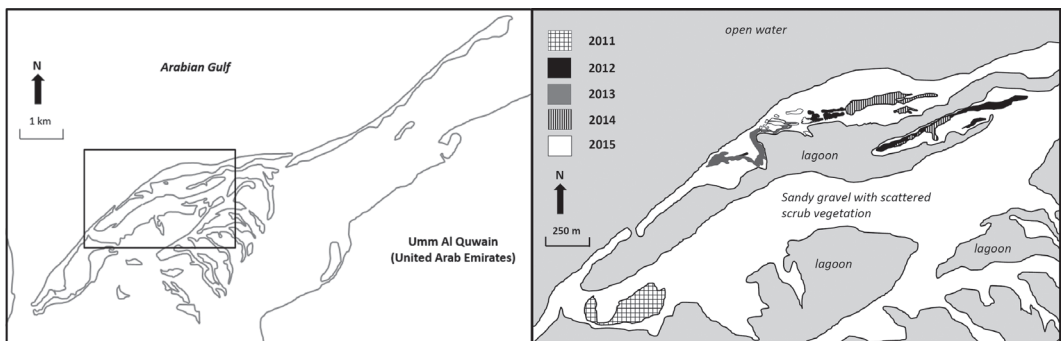 Arabian Gulf
N
1 km
Umm Al Quwain
(United Arab Emirates)
open water
2011
2012
2013
2014
2015
N
250 m
lagoon
Sandy gravel with scattered
scrub vegetation
lagoon
lagoon